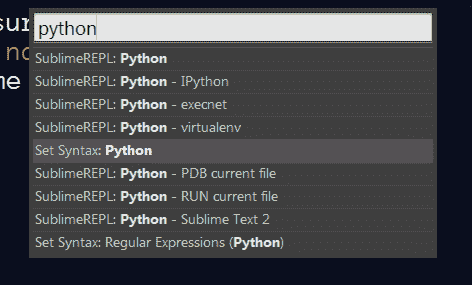 sur
python
no
SublimeREPL: Python
me
SublimeREPL: Python - IPython
SublimeREPL: Python - execnet
SublimeREPL: Python - virtualenv
Set Syntax: Python
SublimeREPL: Python - PDB current file
SublimeREPL: Python - RUN current file
SublimeREPL: Python - Sublime Text 2
Set Syntax: Regular Expressions (Python)